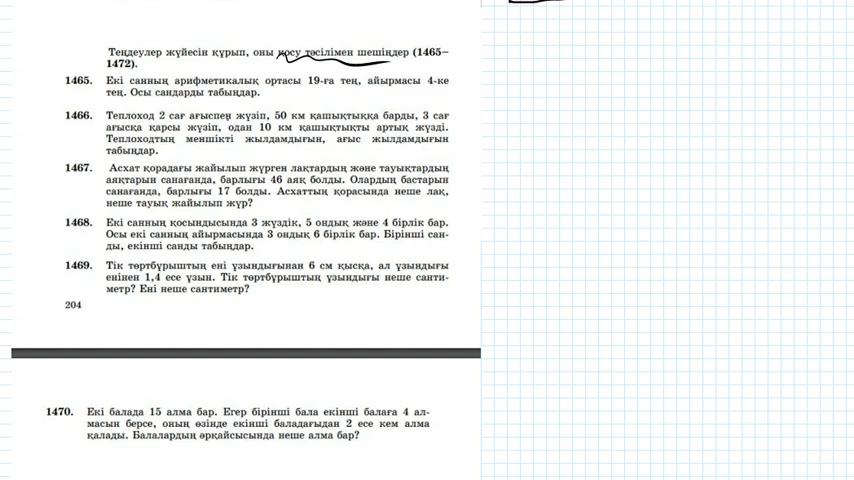 Теңдеулер жүйесін құрып, оны қосу тәсілімен шешіңдер (1465–
1472).
1465. Екі санның арифметикалық ортасы 19-ға тең, айырмасы 4-ке
тең. Осы сандарды табыңдар.
1466. Теплоход 2 сағ ағыспен жүзіп, 50 км қашықтыққа барды, 3 сағ
ағысқа қарсы жүзіп, одан 10 км қашықтықты артық жүзді.
Теплоходтың меншікті жылдамдығын, ағыс жылдамдығын
табыңдар.
1467. Асхат қорадағы жайылып жүрген лақтардың және тауықтардың
аяқтарын санағанда, барлығы 46 аяқ болды. Олардың бастарын
санағанда, барлығы 17 болды. Асхаттың қорасында неше лақ,
неше тауық жайылып жүр?
1468. Екі санның қосындысында 3 жүздік, 5 ондық және 4 бірлік бар.
Осы екі санның айырмасында 3 ондық 6 бірлік бар. Бірінші сан-
ды, екінші санды табыңдар.
1469. Тік төртбұрыштың ені ұзындығынан 6 см қысқа, ал ұзындығы
енінен 1,4 есе ұзын. Тік төртбұрыштың ұзындығы неше санти-
метр? Ені неше сантиметр?
204
1470. Екі балада 15 алма бар. Егер бірінші бала екінші балаға 4 ал-
масын берсе, оның өзінде екінші баладағыдан 2 есе кем алма
қалады. Балалардың әрқайсысында неше алма бар?